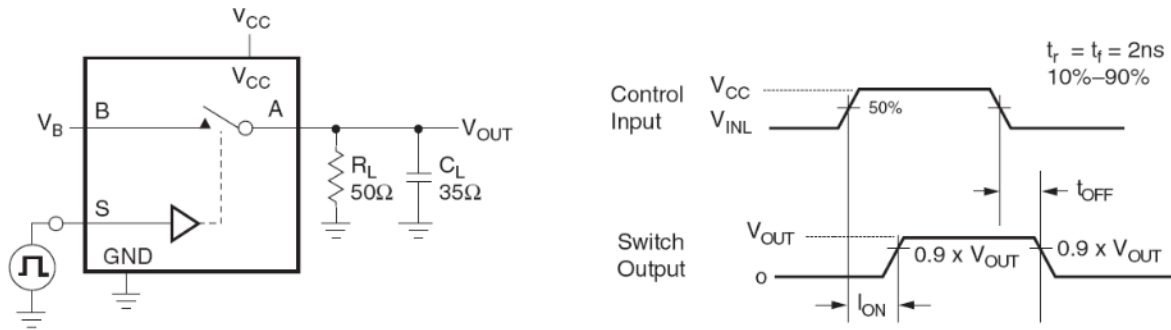 VCC
VCC
B
A
VB
VOUT
RL
50Ω
CL
35Ω
S
GND
tr = tf = 2ns
10%–90%
Control
Input
VCC
VINL
50%
tOFF
Switch
Output
VOUT
o
0.9 x VOUT
0.9 x VOUT
ION